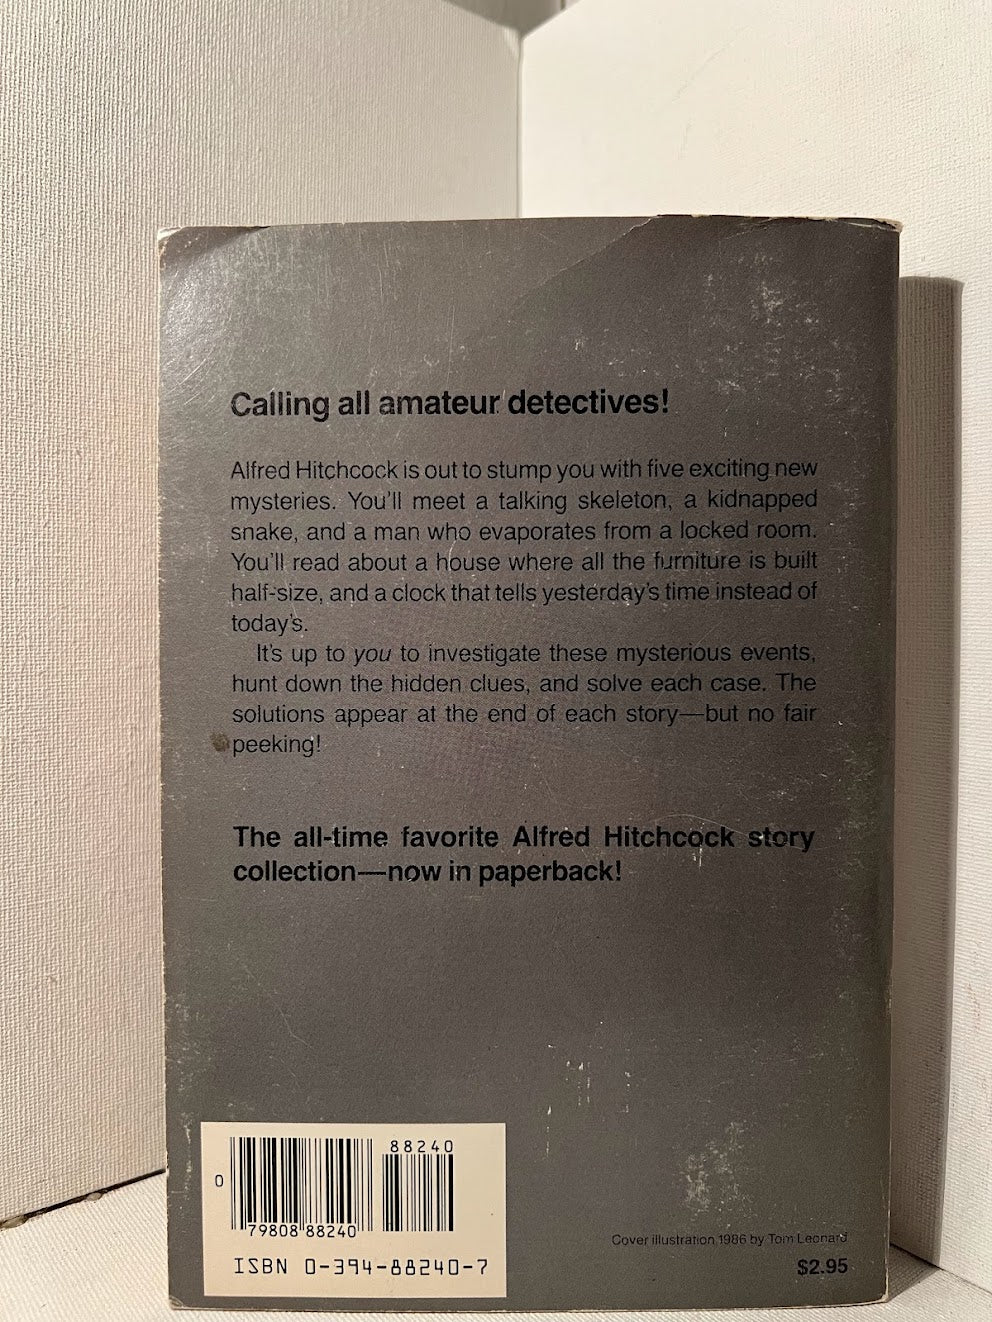 Calling all amateur detectives!
Alfred Hitchcock is out to stump you with five exciting new
mysteries. You'll meet a talking skeleton, a kidnapped
snake, and a man who evaporates from a locked room.
You'll read about a house where all the furniture is built
half-size, and a clock that tells yesterday's time instead of
today's.
It's up to you to investigate these mysterious events,
hunt down the hidden clues, and solve each case. The
solutions appear at the end of each story—but no fair
peeking!
The all-time favorite Alfred Hitchcock story
collection—now in paperback!
88240
0
79808 88240
ISBN 0-394-88240-7
Cover illustration 1986 by Tom Leonard
$2.95